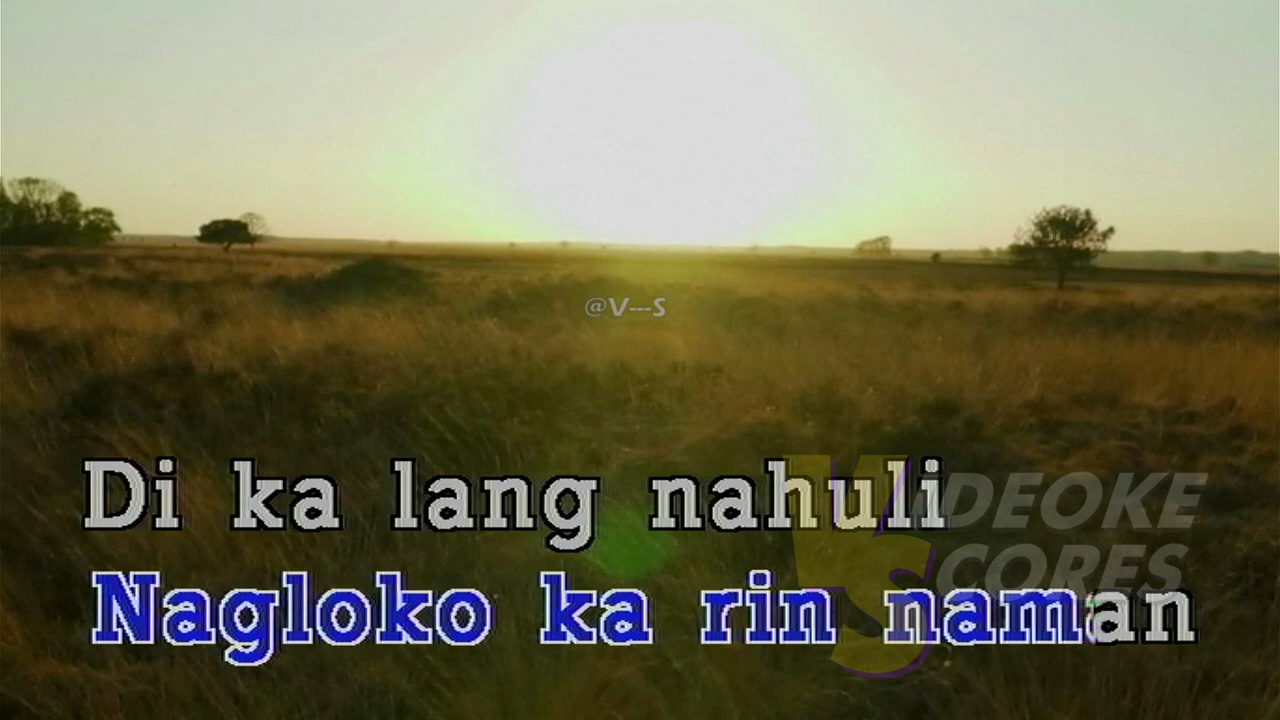 @V---S
Di ka lang nahuli
VIDEOKE
SCORES
Nagloko ka rin naman